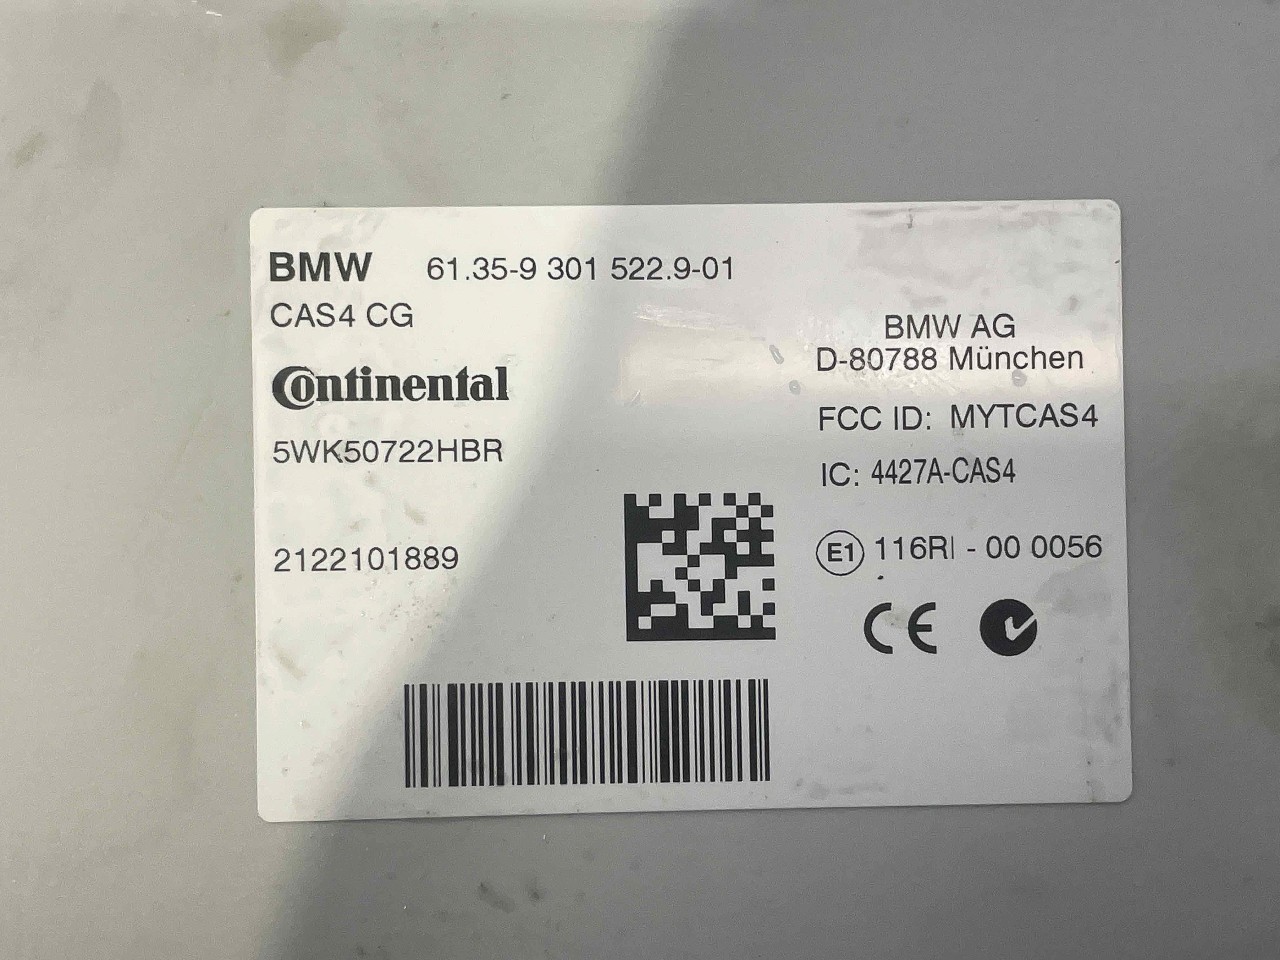 BMW 61.35-9 301 522.9-01
CAS4 CG
Continental
5WK50722HBR
2122101889
BMW AG
D-80788 München
FCC ID: MYTCAS4
IC: 4427A-CAS4
E1 116RI - 00 0056
CE